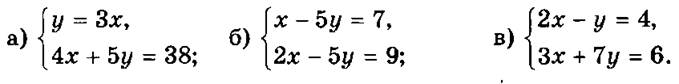 а) { y = 3x, 4x + 5y = 38; б) { x − 5y = 7, 2x − 5y = 9; в) { 2x − y = 4, 3x + 7y = 6.